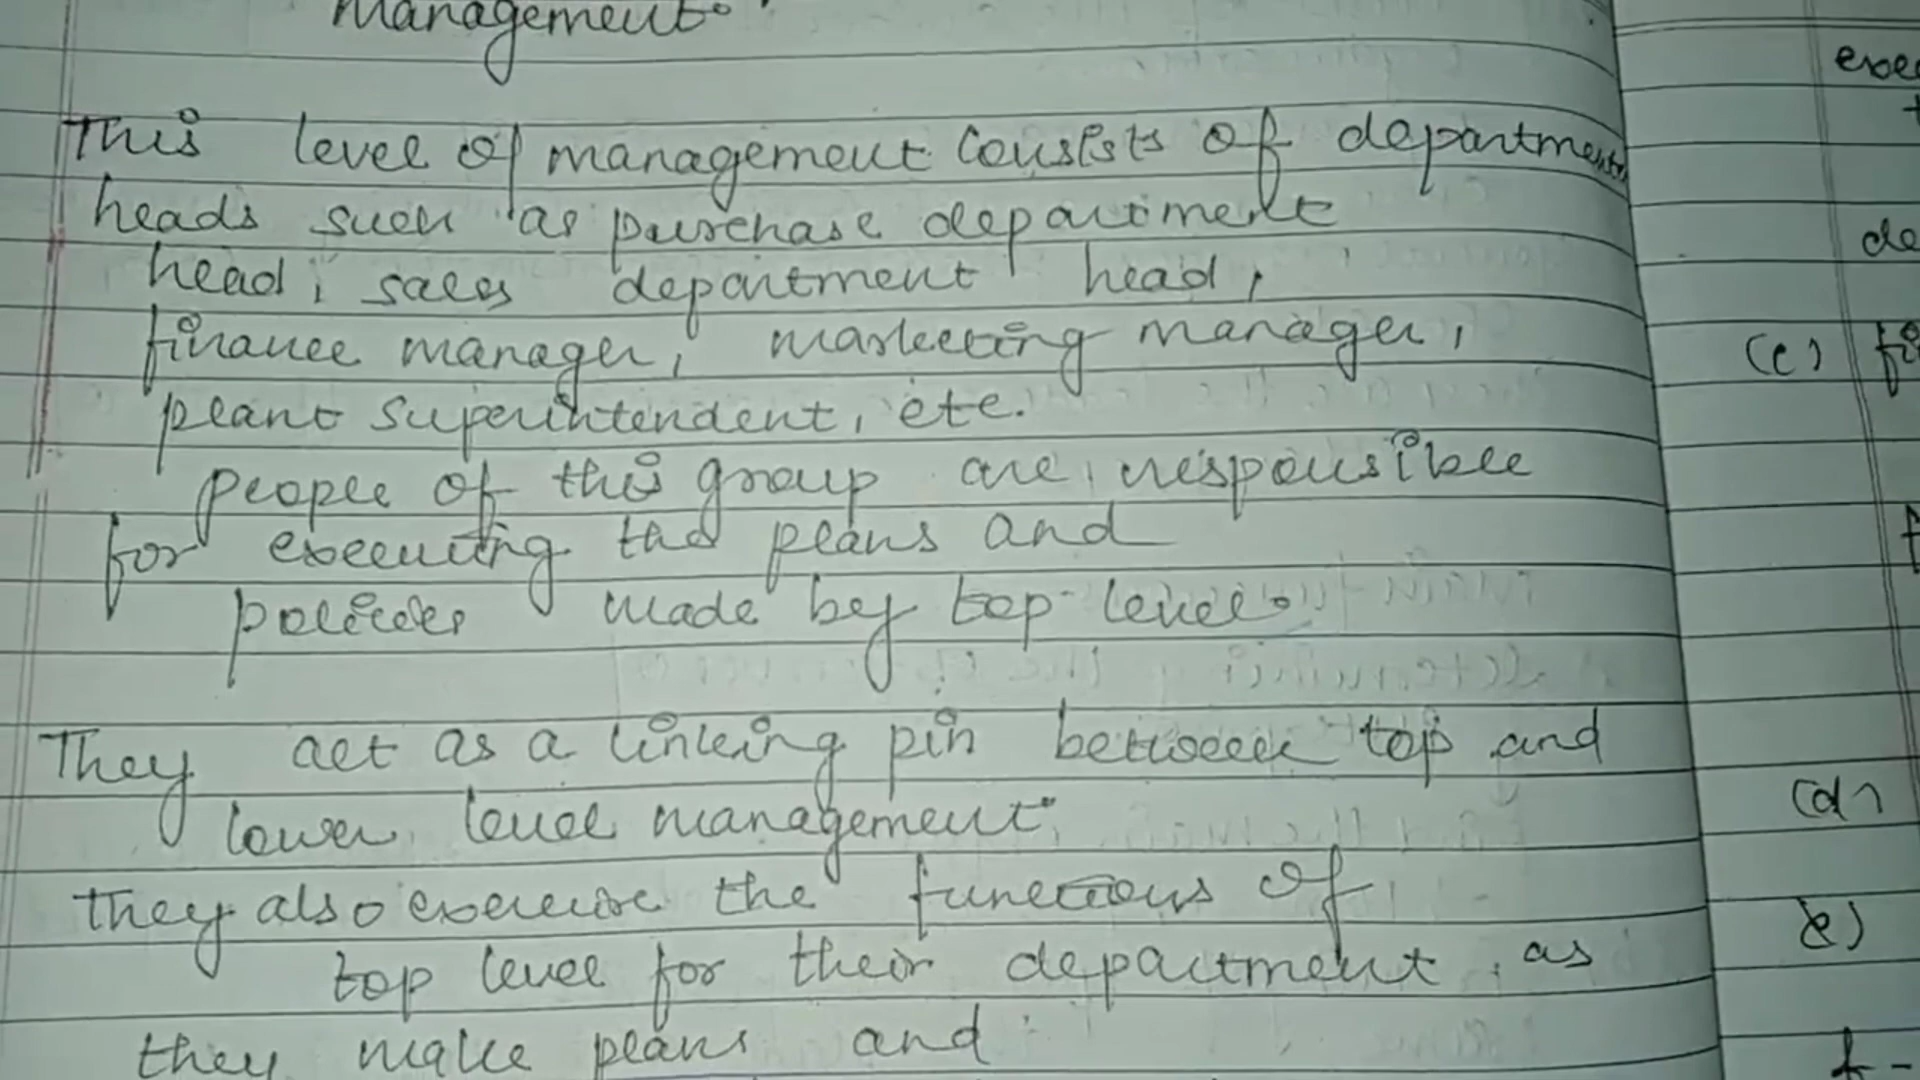 Management.
This level of management consists of departments
heads such as purchase department
head, sales department head,
finance manager, marketing manager,
plant superintendent, etc.
people of this group are responsible
for executing the plans and
policies made by top level.
They act as a linking pin between top and
lower level management.
they also exercise the functions of
top level for their department, as
they make plans and
de
(c)
(d)
e)